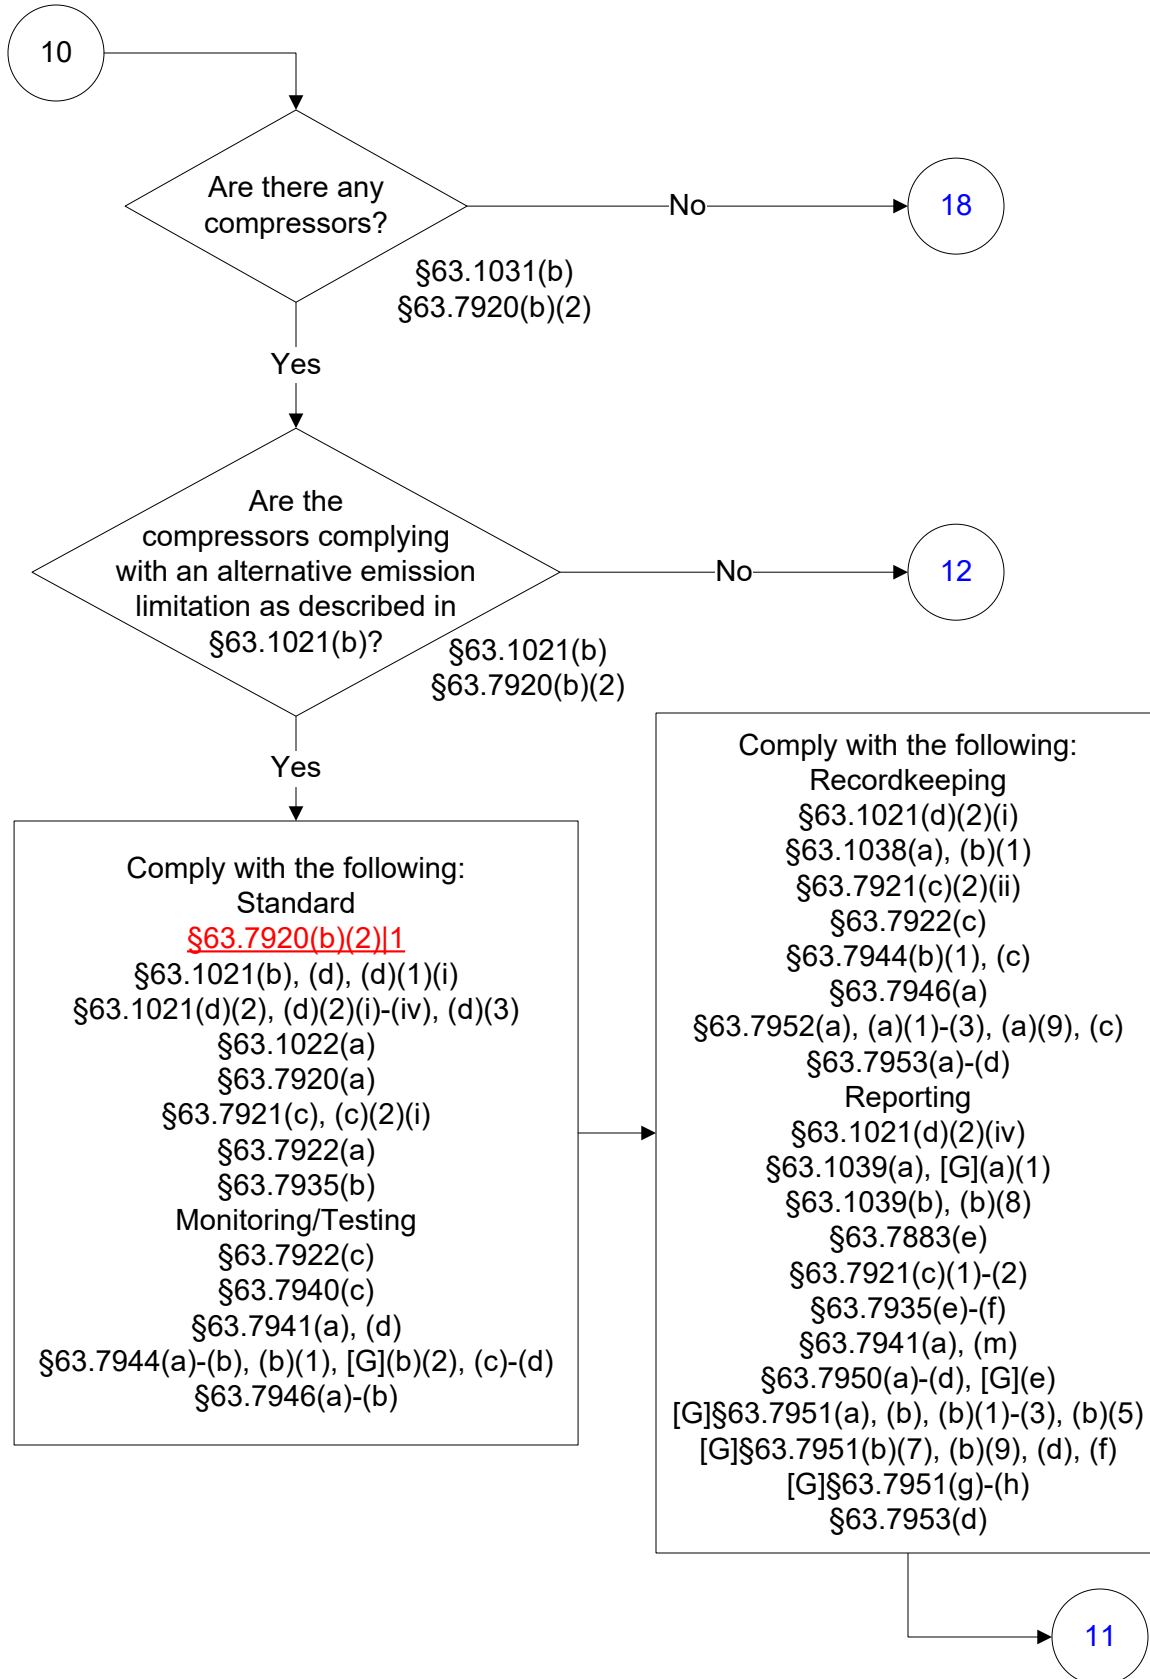 10
Are there any
compressors?
No
18
§63.1031(b)
§63.7920(b)(2)
Yes
Are the
compressors complying
with an alternative emission
limitation as described in
§63.1021(b)?
No
12
§63.1021(b)
§63.7920(b)(2)
Yes
Comply with the following:
Standard
§63.7920(b)(2)|1
§63.1021(b), (d), (d)(1)(i)
§63.1021(d)(2), (d)(2)(i)-(iv), (d)(3)
§63.1022(a)
§63.7920(a)
§63.7921(c), (c)(2)(i)
§63.7922(a)
§63.7935(b)
Monitoring/Testing
§63.7922(c)
§63.7940(c)
§63.7941(a), (d)
§63.7944(a)-(b), (b)(1), [G](b)(2), (c)-(d)
§63.7946(a)-(b)
Comply with the following:
Recordkeeping
§63.1021(d)(2)(i)
§63.1038(a), (b)(1)
§63.7921(c)(2)(ii)
§63.7922(c)
§63.7944(b)(1), (c)
§63.7946(a)
§63.7952(a), (a)(1)-(3), (a)(9), (c)
§63.7953(a)-(d)
Reporting
§63.1021(d)(2)(iv)
§63.1039(a), [G](a)(1)
§63.1039(b), (b)(8)
§63.7883(e)
§63.7921(c)(1)-(2)
§63.7935(e)-(f)
§63.7941(a), (m)
§63.7950(a)-(d), [G](e)
[G]§63.7951(a), (b), (b)(1)-(3), (b)(5)
[G]§63.7951(b)(7), (b)(9), (d), (f)
[G]§63.7951(g)-(h)
§63.7953(d)
11